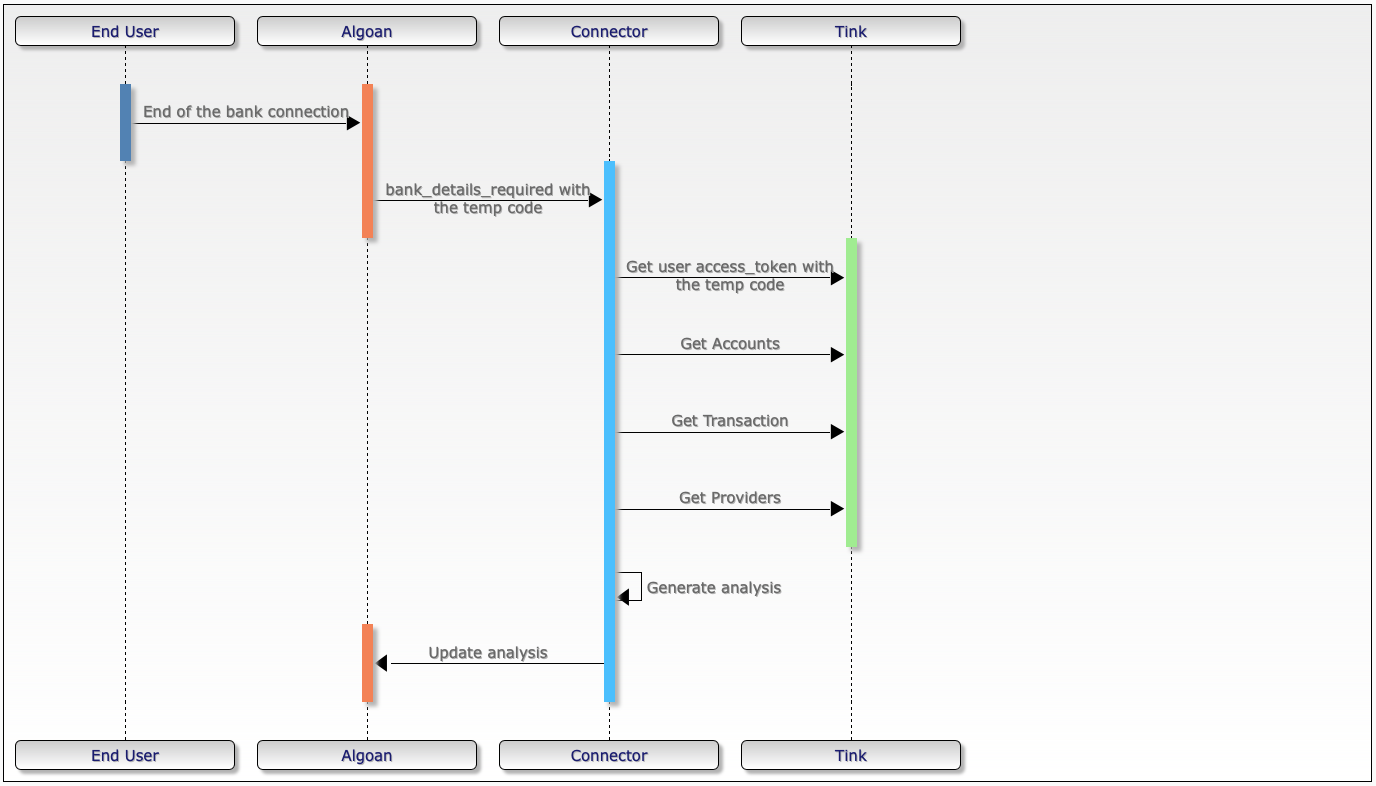 End User
Algoan
Connector
Tink
End of the bank connection
bank_details_required with
the temp code
Get user access_token with
the temp code
Get Accounts
Get Transaction
Get Providers
Generate analysis
Update analysis
End User
Algoan
Connector
Tink